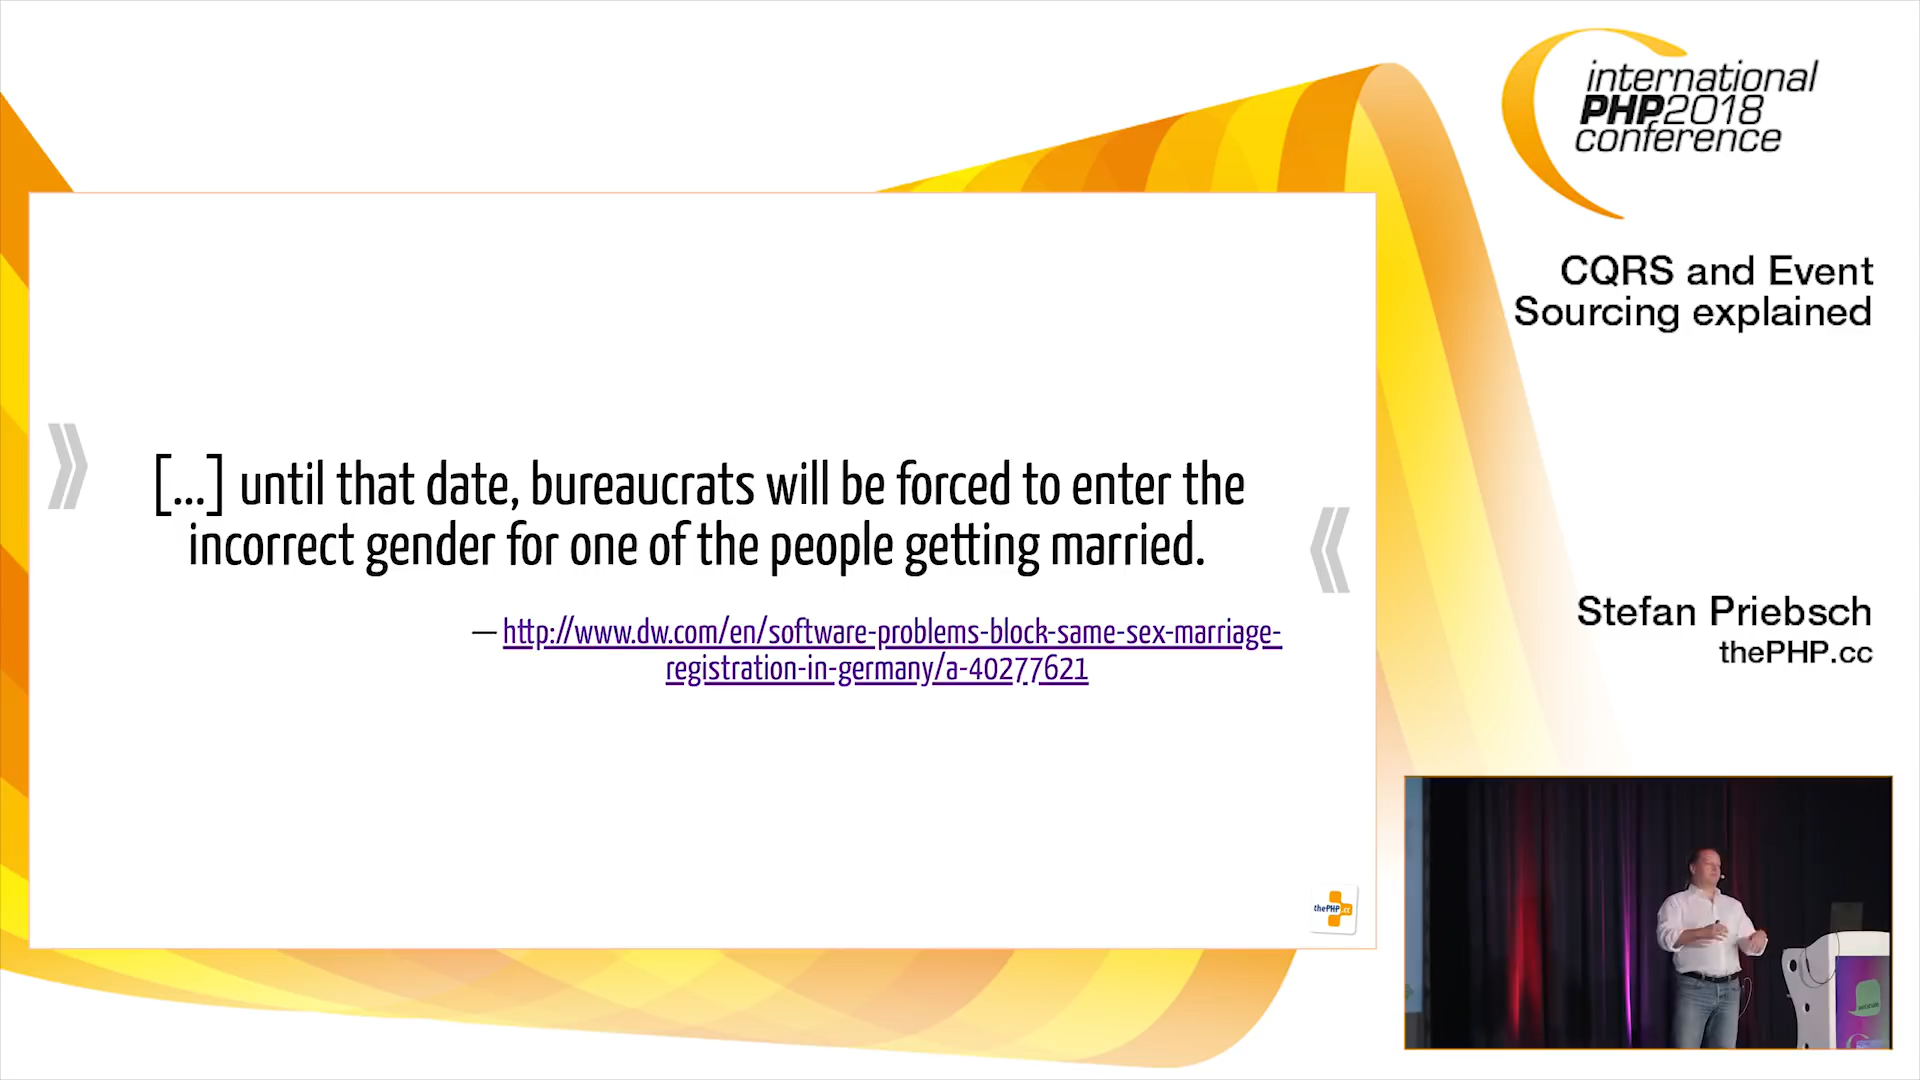 international
PHP2018
conference
CQRS and Event
Sourcing explained
[...] until that date, bureaucrats will be forced to enter the
incorrect gender for one of the people getting married.
— http://www.dw.com/en/software-problems-block-same-sex-marriage-
registration-in-germany/a-40277621
Stefan Priebsch
thePHP.cc
thePHP.cc